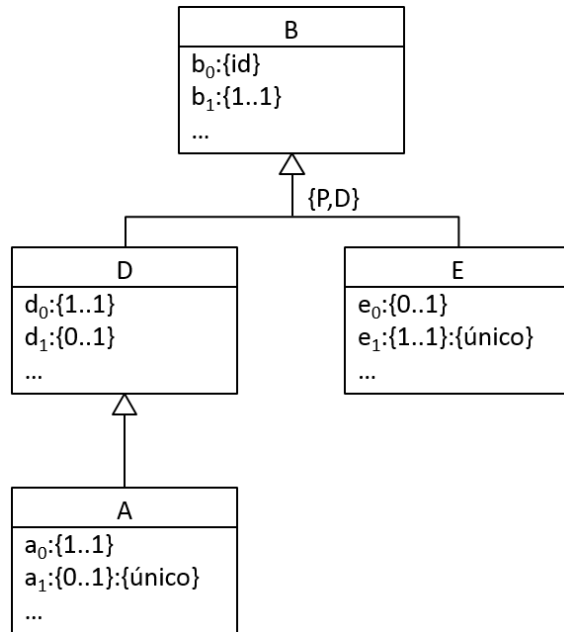 B
b₀:{id}
b₁:{1..1}
...
{P,D}
D
d₀:{1..1}
d₁:{0..1}
...
E
e₀:{0..1}
e₁:{1..1}:{único}
...
A
a₀:{1..1}
a₁:{0..1}:{único}
...